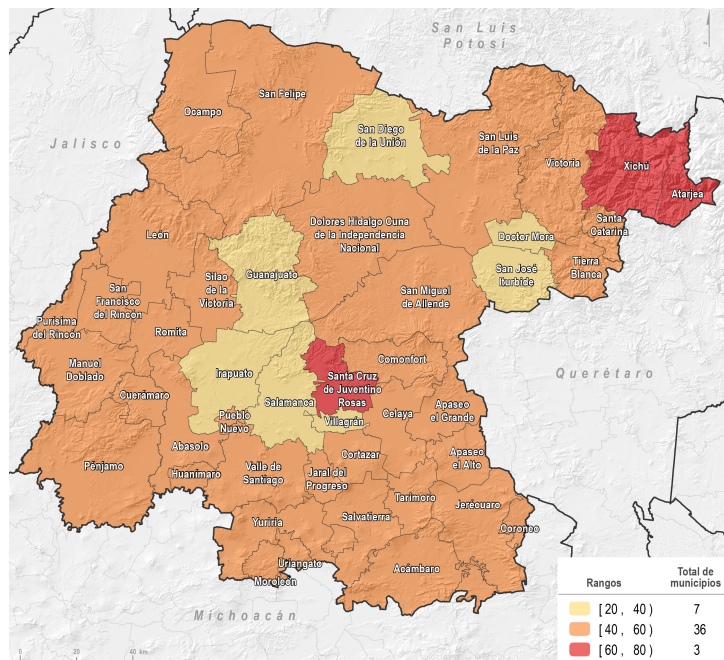 San Luis
Potosi
San Felipe
Ocampo
San Diego
de la Unión
Jalisco
San Luis
de la Paz
Victoria
Xichú
Atarjea
Santa
Catarina
Dolores Hidalgo Cuna
de la Independencia
Nacional
León
Doctor Mora
Tierra
Blanca
San José
Iturbide
Guanajuato
Silao
de la
Victoria
San Miguel
de Allende
San
Francisco
del Rincón
Purísima
del Rincón
Romita
Comonfort
Manuel
Doblado
Irapuato
Santa Cruz
de Juventino
Rosas
Querétaro
Cuerámaro
Salamanca
Pueblo
Nuevo
Villagrán
Celaya
Apaseo
el Grande
Abasolo
Cortazar
Apaseo
el Alto
Pénjamo
Huanímaro
Valle de
Santiago
Jaral del
Progreso
Tarimoro
Jerécuaro
Yuriria
Salvatierra
Coroneo
Uriangato
Moroleón
Acámbaro
Michoacán
Rangos Total de
municipios
[20 , 40) 7
[40 , 60) 36
[60 , 80) 3
0 20 40 km